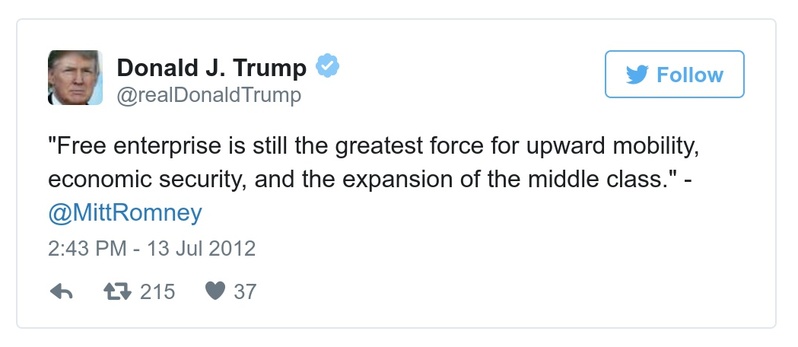 Donald J. Trump
@realDonaldTrump
Follow
"Free enterprise is still the greatest force for upward mobility,
economic security, and the expansion of the middle class." -
@MittRomney
2:43 PM - 13 Jul 2012
215 37